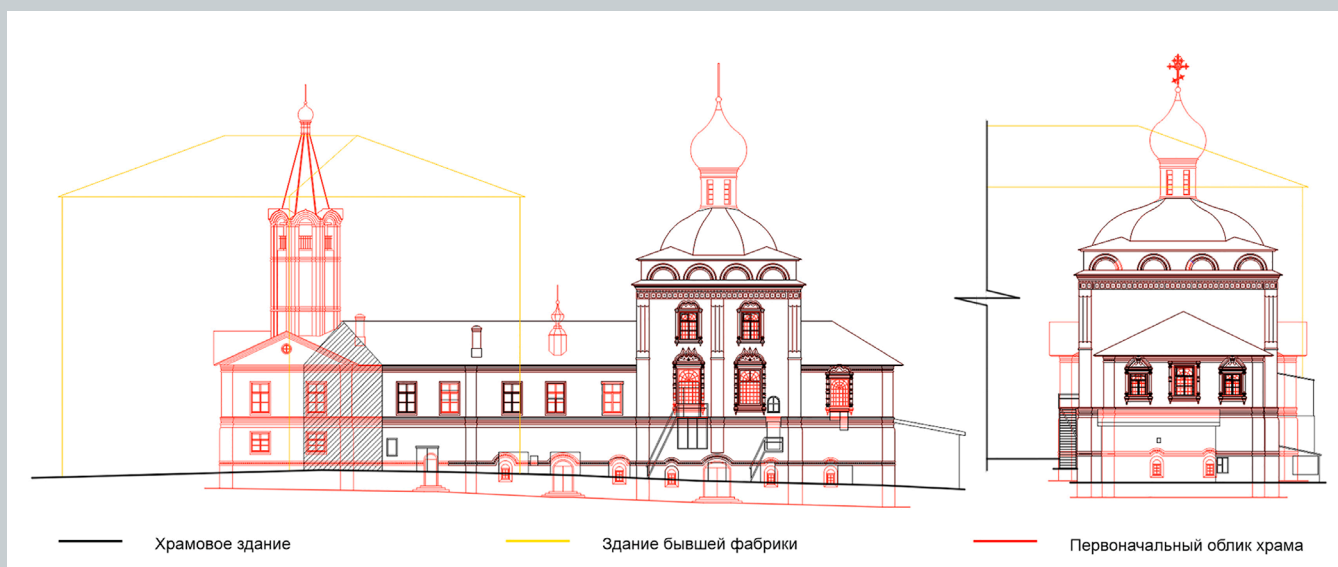 Храмовое здание
Здание бывшей фабрики
Первоначальный облик храма